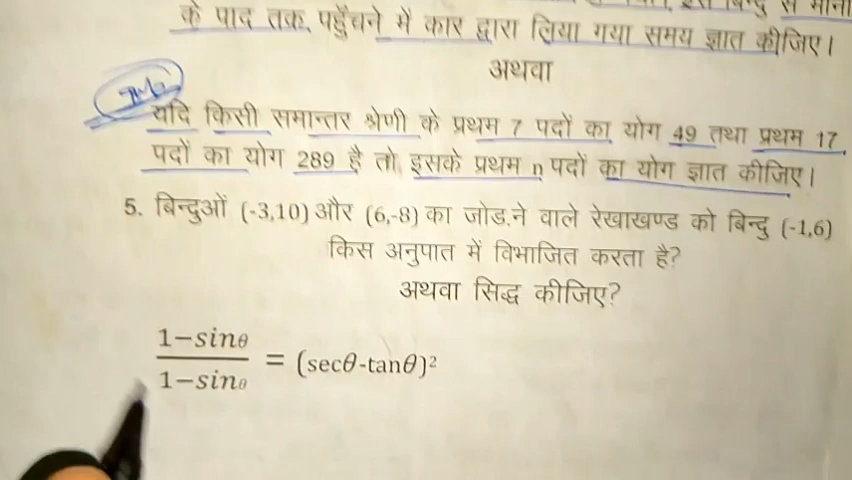 के पाद तक, पहुँचने मे कार द्वारा लिया गया समय ज्ञात कीजिए।
अथवा
यदि किसी समान्तर श्रेणी के प्रथम 7 पदों का योग 49 तथा प्रथम 17
पदों का योग 289 है तो, इसके प्रथम n पदों का योग ज्ञात कीजिए।
5. बिन्दुओं (-3,10) और (6,-8) का जोड.ने वाले रेखाखण्ड को बिन्दु (-1,6)
किस अनुपात में विभाजित करता है?
अथवा सिद्ध कीजिए?
1−sinθ
1−sinθ
= (secθ-tanθ)²